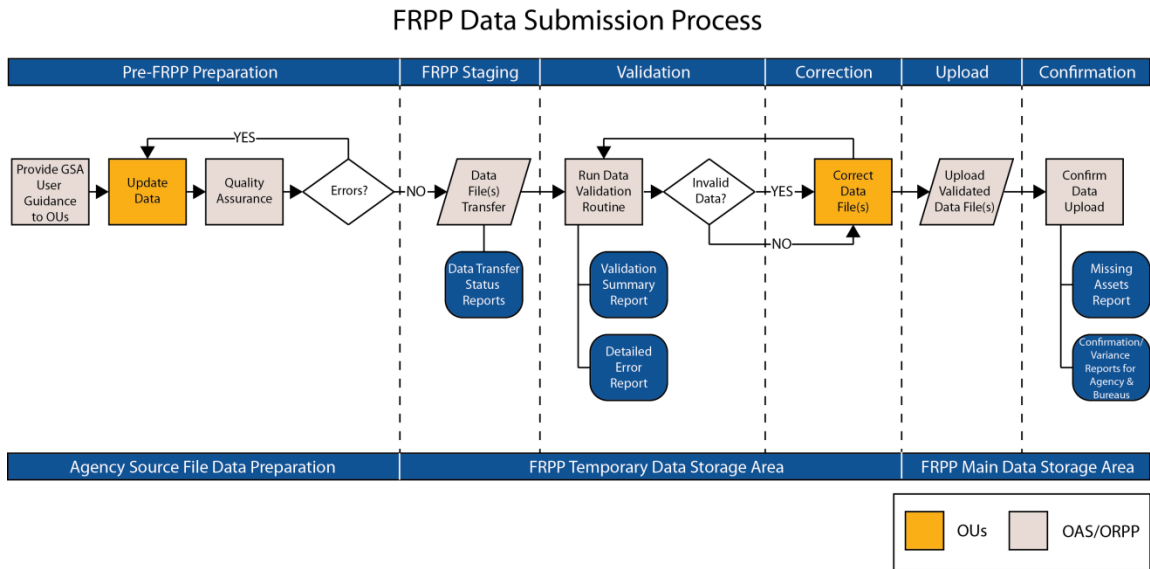 FRPP Data Submission Process
Pre-FRPP Preparation
FRPP Staging
Validation
Correction
Upload
Confirmation
YES
Provide GSA
User
Guidance
to OUs
Update
Data
Quality
Assurance
Errors?
NO
Data
File(s)
Transfer
Run Data
Validation
Routine
Invalid
Data?
YES
Correct
Data
File(s)
Upload
Validated
Data File(s)
Confirm
Data
Upload
NO
Data Transfer
Status
Reports
Validation
Summary
Report
Missing
Assets
Report
Detailed
Error
Report
Confirmation/
Variance
Reports for
Agency &
Bureaus
Agency Source File Data Preparation
FRPP Temporary Data Storage Area
FRPP Main Data Storage Area
OUs
OAS/ORPP